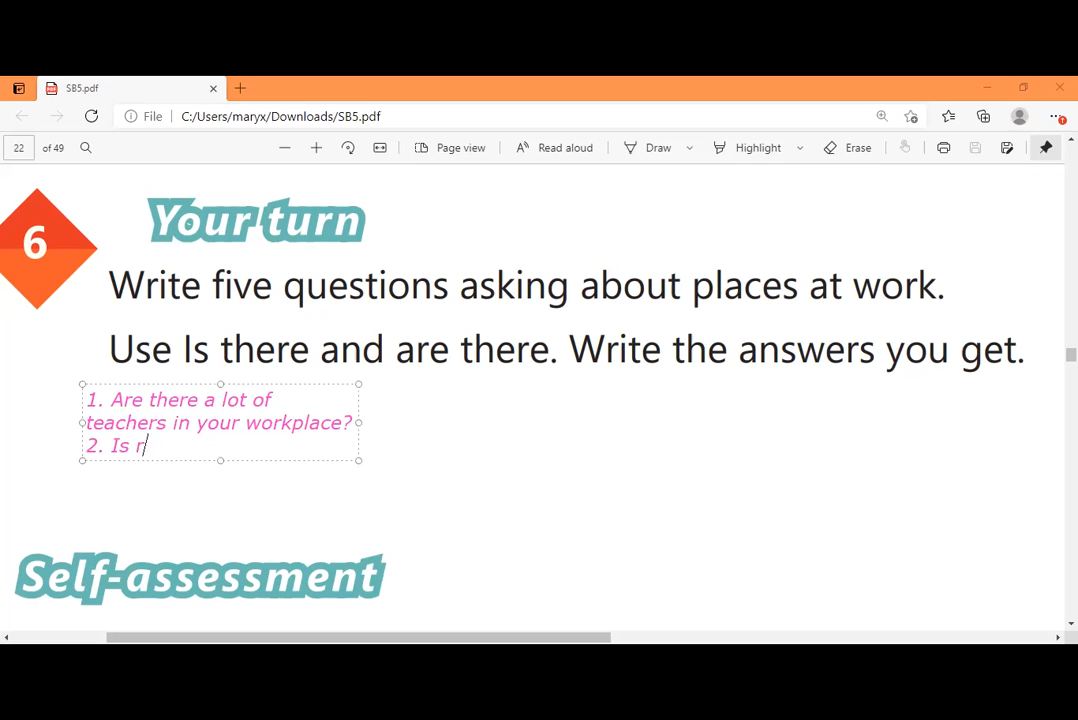 SB5.pdf
File C:/Users/maryx/Downloads/SB5.pdf
22 of 49 Page view Read aloud Draw Highlight Erase
6
Your turn
Write five questions asking about places at work.
Use Is there and are there. Write the answers you get.
1. Are there a lot of
teachers in your workplace?
2. Is r
Self-assessment